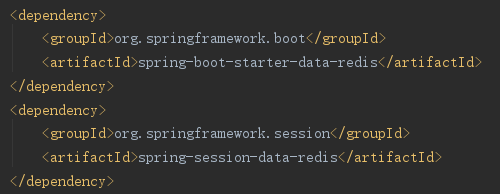 <dependency>
    <groupId>org.springframework.boot</groupId>
    <artifactId>spring-boot-starter-data-redis</artifactId>
</dependency>
<dependency>
    <groupId>org.springframework.session</groupId>
    <artifactId>spring-session-data-redis</artifactId>
</dependency>